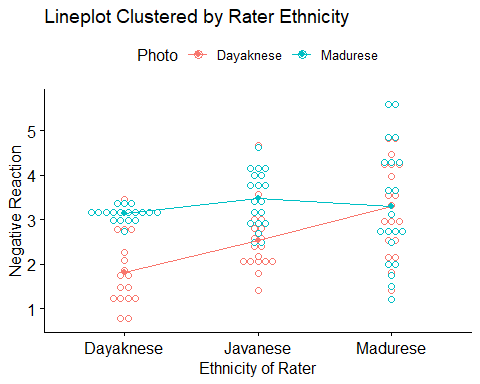 Lineplot Clustered by Rater Ethnicity
Photo Dayaknese Madurese
Negative Reaction
5
4
3
2
1
Dayaknese Javanese Madurese
Ethnicity of Rater